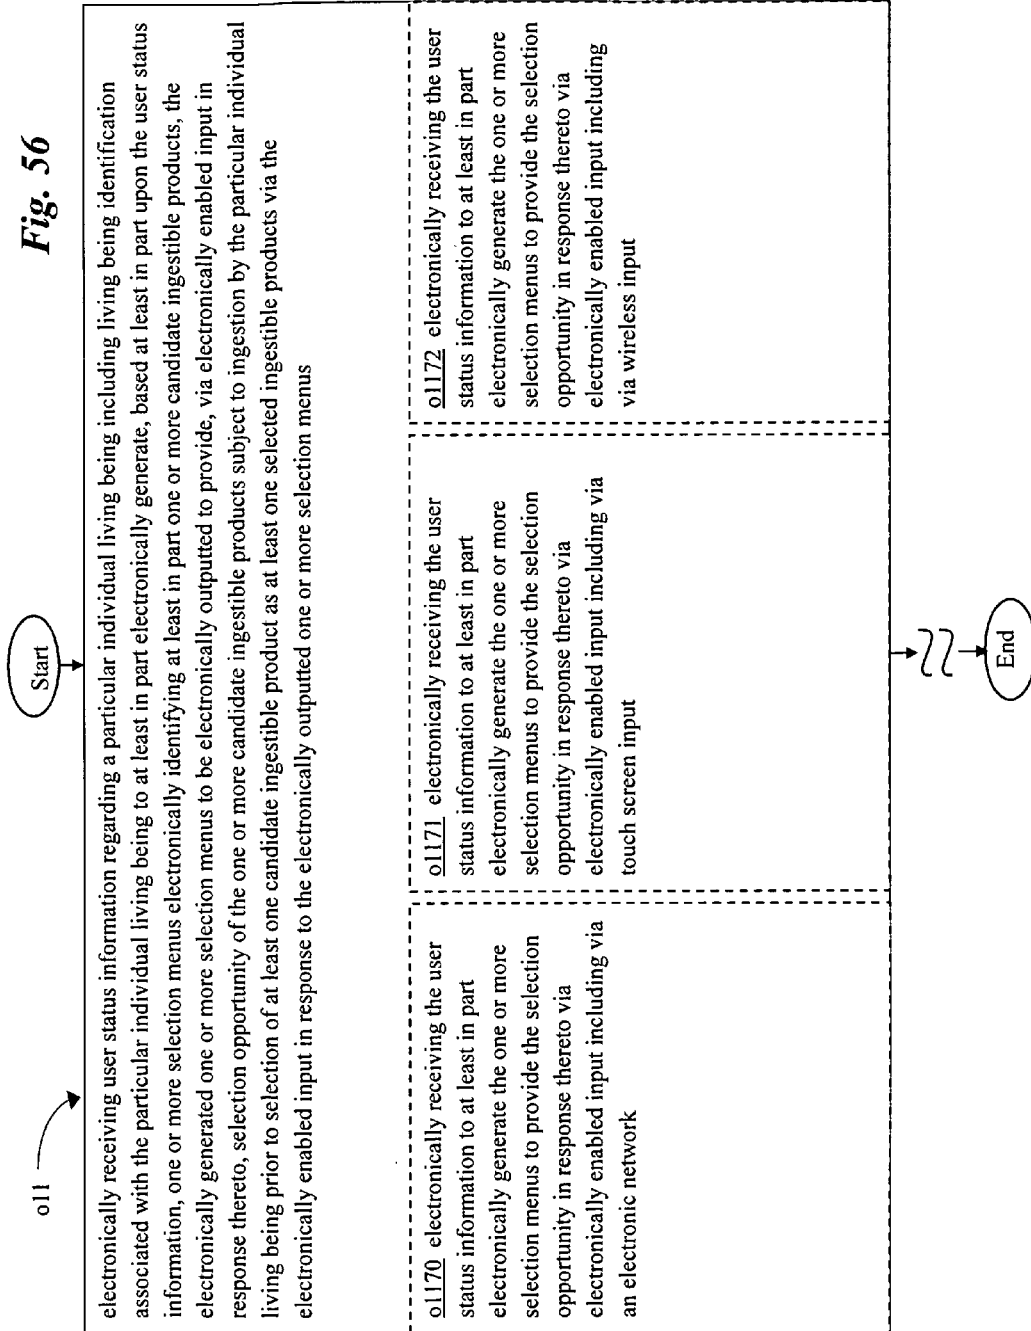 Fig. 56
Start
o11
electronically receiving user status information regarding a particular individual living being including living being identification
associated with the particular individual living being to at least in part electronically generate, based at least in part upon the user status
information, one or more selection menus electronically identifying at least in part one or more candidate ingestible products, the
electronically generated one or more selection menus to be electronically outputted to provide, via electronically enabled input in
response thereto, selection opportunity of the one or more candidate ingestible products subject to ingestion by the particular individual
living being prior to selection of at least one candidate ingestible product as at least one selected ingestible products via the
electronically enabled input in response to the electronically outputted one or more selection menus
o1170 electronically receiving the user
status information to at least in part
electronically generate the one or more
selection menus to provide the selection
opportunity in response thereto via
electronically enabled input including via
an electronic network
o1171 electronically receiving the user
status information to at least in part
electronically generate the one or more
selection menus to provide the selection
opportunity in response thereto via
electronically enabled input including via
touch screen input
o1172 electronically receiving the user
status information to at least in part
electronically generate the one or more
selection menus to provide the selection
opportunity in response thereto via
electronically enabled input including
via wireless input
End